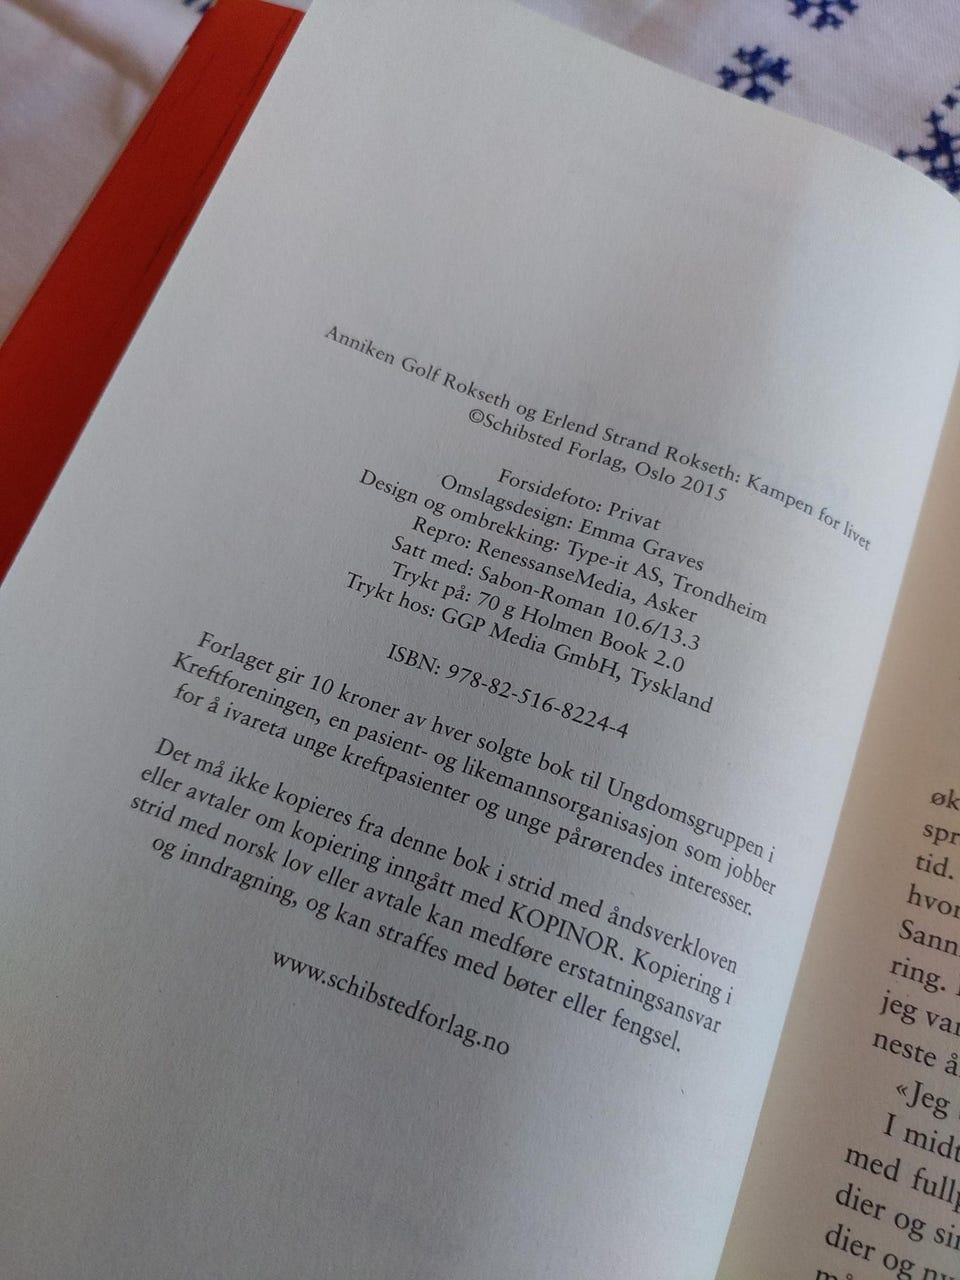 Anniken Golf Rokseth og Erlend Strand Rokseth: Kampen for livet
©Schibsted Forlag, Oslo 2015
Forsidefoto: Privat
Omslagsdesign: Emma Graves
Design og ombrekking: Type-it AS, Trondheim
Repro: RenessanseMedia, Asker
Satt med: Sabon-Roman 10.6/13.3
Trykt på: 70 g Holmen Book 2.0
Trykt hos: GGP Media GmbH, Tyskland
ISBN: 978-82-516-8224-4
Forlaget gir 10 kroner av hver solgte bok til Ungdomsgruppen i
Kreftforeningen, en pasient- og likemannsorganisasjon som jobber
for å ivareta unge kreftpasienter og unge pårørendes interesser.
Det må ikke kopieres fra denne bok i strid med åndsverkloven
eller avtaler om kopiering inngått med KOPINOR. Kopiering i
strid med norsk lov eller avtale kan medføre erstatningsansvar
og inndragning, og kan straffes med bøter eller fengsel.
www.schibstedforlag.no
øk
spr
tid.
hvor
Sann
ring.
jeg var
neste å
«Jeg
I midt
med fullp
dier og si
dier og ny